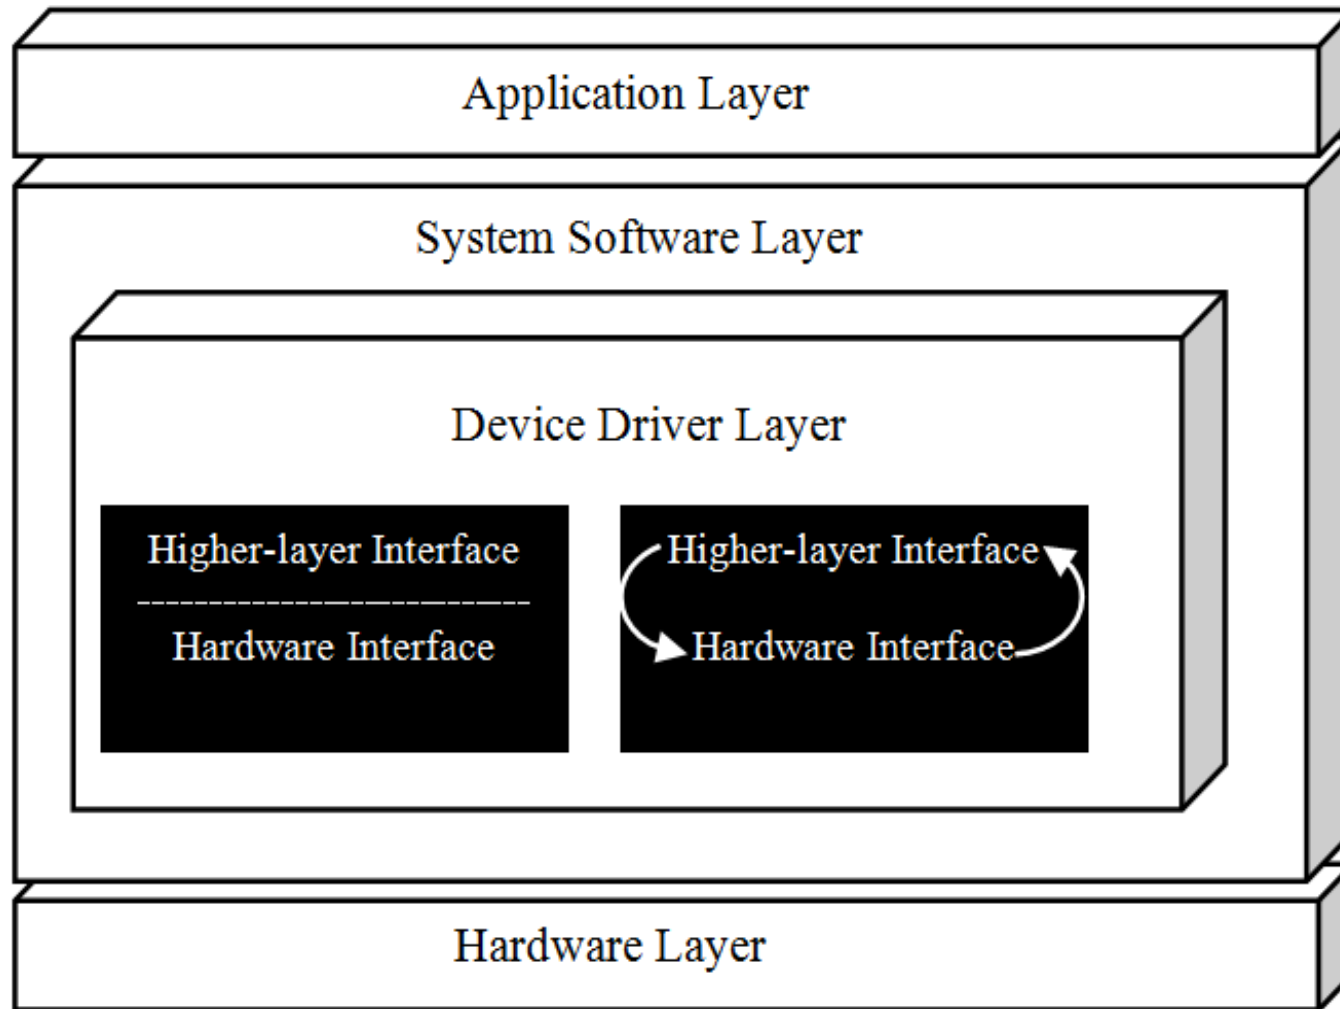 Application Layer
System Software Layer
Device Driver Layer
Higher-layer Interface
Hardware Interface
Higher-layer Interface
Hardware Interface
Hardware Layer